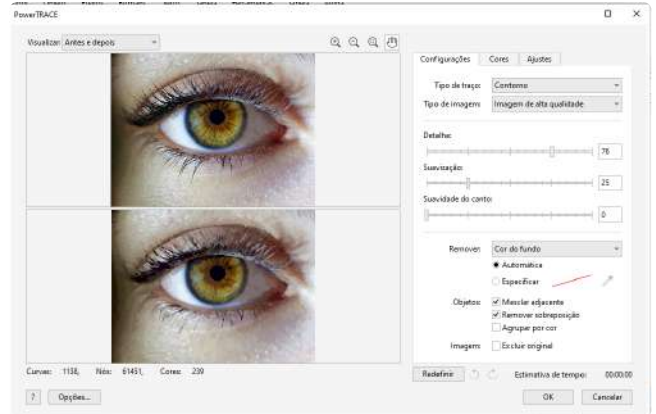 PowerTRACE
Visualizar: Antes e depois
Configurações Cores Ajustes
Tipo de traço: Contorno
Tipo de imagem: Imagem de alta qualidade
Detalhe:
76
Suavização:
25
Suavidade do canto:
0
Remover: Cor do fundo
Automática
Especificar
Objetos: Mesclar adjacente
Remover sobreposição
Agrupar por cor
Imagem: Excluir original
Curvas: 1138, Nós: 61451, Cores: 239
Redefinir Estimativa de tempo: 00:00:00
? Opções... OK Cancelar